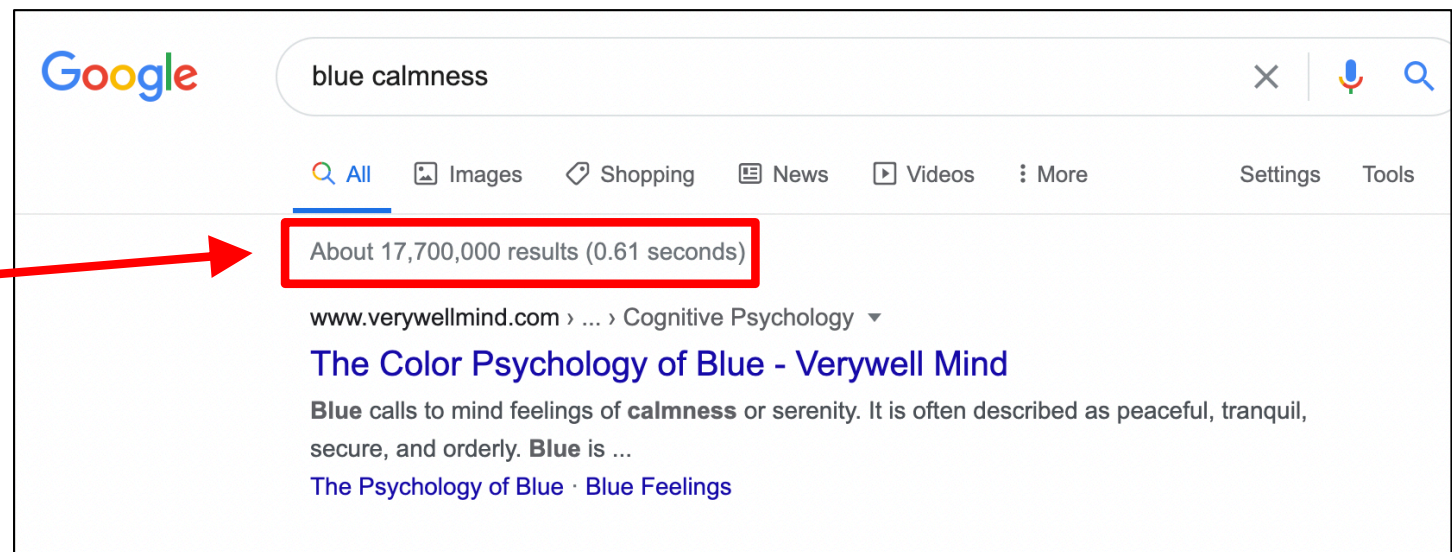 Google
blue calmness
All Images Shopping News Videos More Settings Tools
About 17,700,000 results (0.61 seconds)
www.verywellmind.com › ... › Cognitive Psychology
The Color Psychology of Blue - Verywell Mind
Blue calls to mind feelings of calmness or serenity. It is often described as peaceful, tranquil,
secure, and orderly. Blue is ...
The Psychology of Blue · Blue Feelings